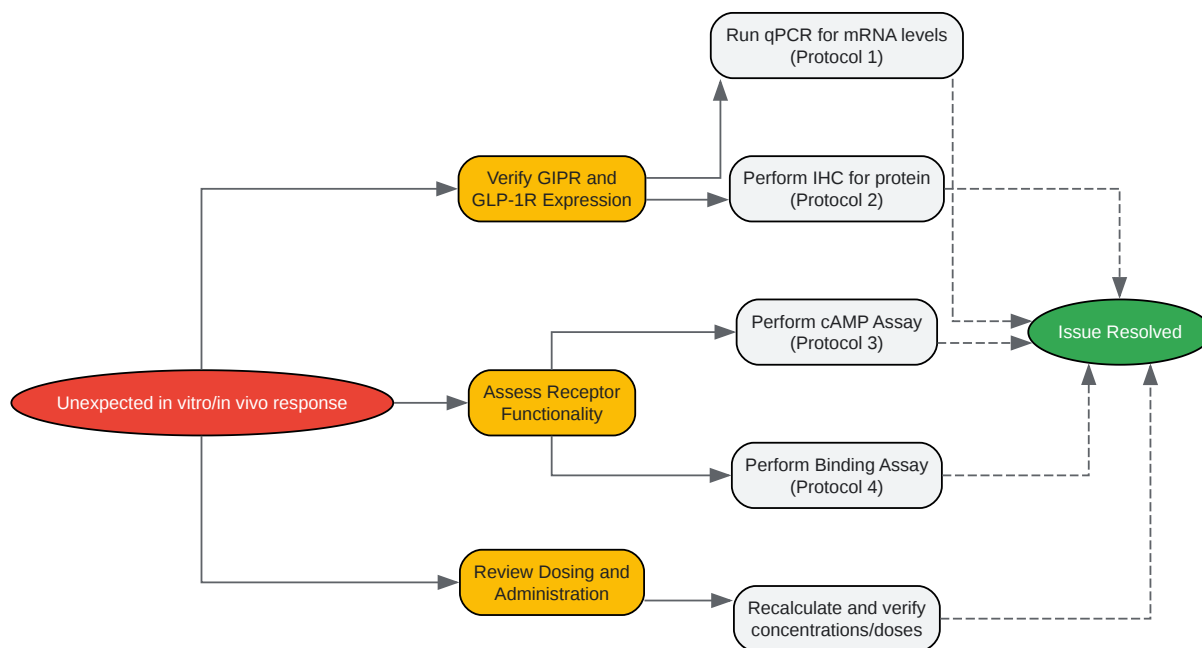 Run qPCR for mRNA levels
(Protocol 1)
Verify GIPR and
GLP-1R Expression
Perform IHC for protein
(Protocol 2)
Perform cAMP Assay
(Protocol 3)
Issue Resolved
Unexpected in vitro/in vivo response
Assess Receptor
Functionality
Perform Binding Assay
(Protocol 4)
Review Dosing and
Administration
Recalculate and verify
concentrations/doses